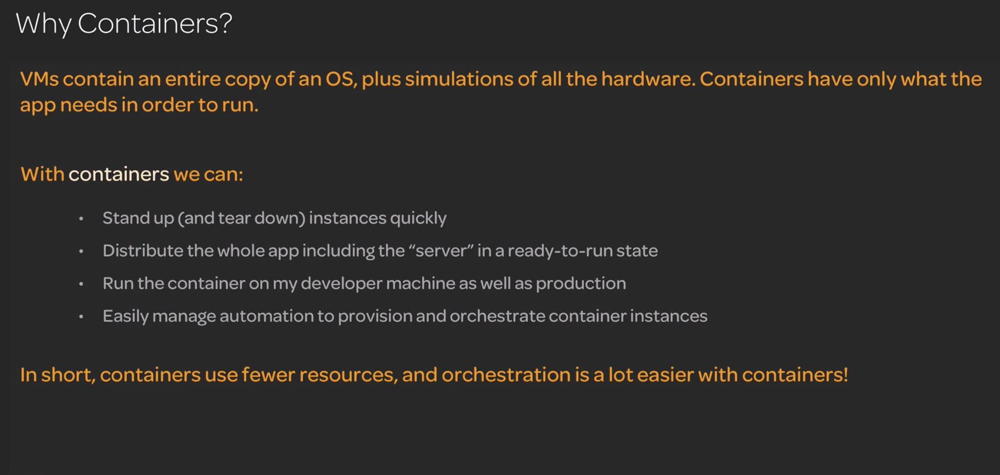 Why Containers?
VMs contain an entire copy of an OS, plus simulations of all the hardware. Containers have only what the
app needs in order to run.
With containers we can:
• Stand up (and tear down) instances quickly
• Distribute the whole app including the “server” in a ready-to-run state
• Run the container on my developer machine as well as production
• Easily manage automation to provision and orchestrate container instances
In short, containers use fewer resources, and orchestration is a lot easier with containers!